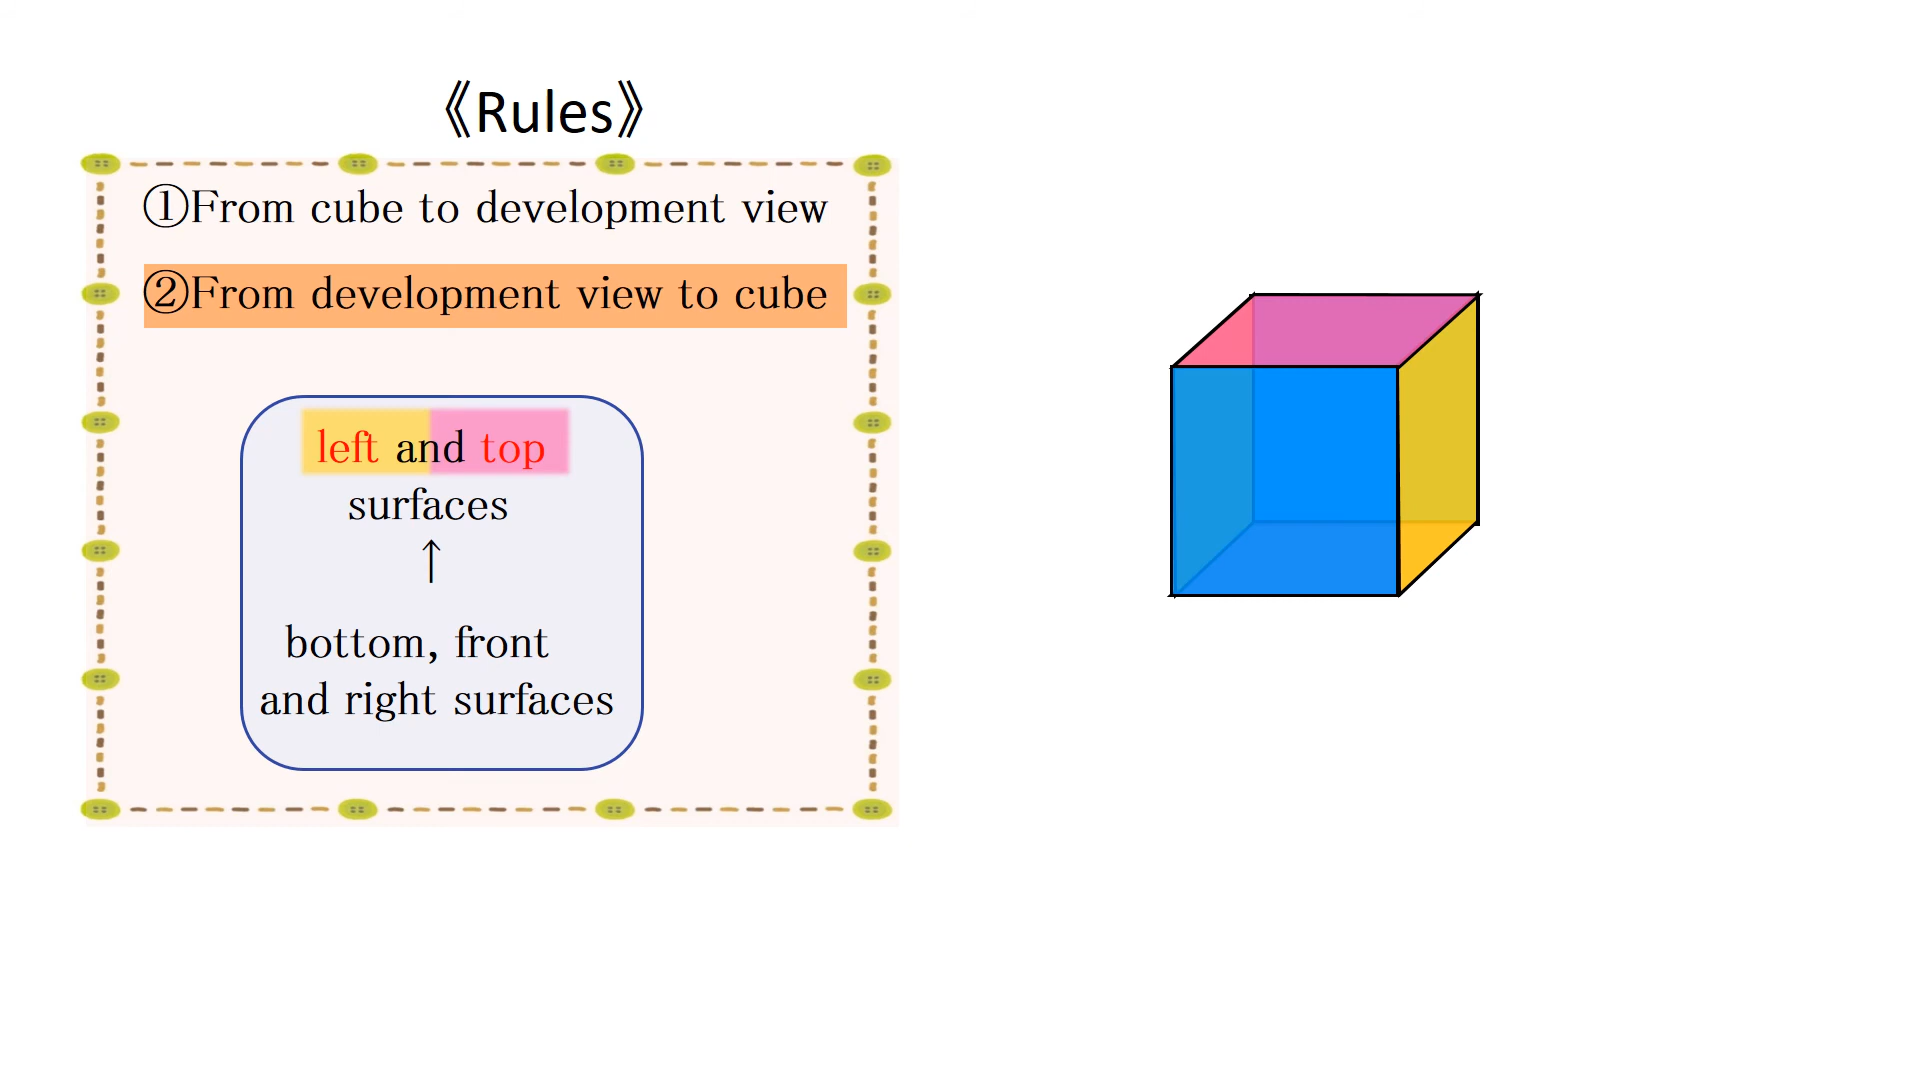 《Rules》
①From cube to development view
②From development view to cube
left and top
surfaces
↑
bottom, front
and right surfaces